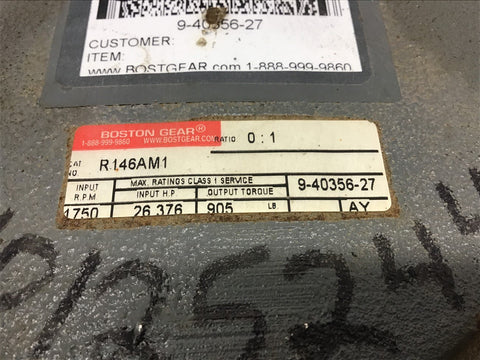 9-40356-27
CUSTOMER:
ITEM:
www.BOSTGEAR.com 1-888-999-9860
BOSTON GEAR®
1-888-999-9860 WWW.BOSTGEAR.COM
RATIO 0:1
CAT NO. R146AM1
INPUT R.P.M MAX. RATINGS CLASS 1 SERVICE 9-40356-27
INPUT H.P OUTPUT TORQUE
1750 26.376 905 LB AY